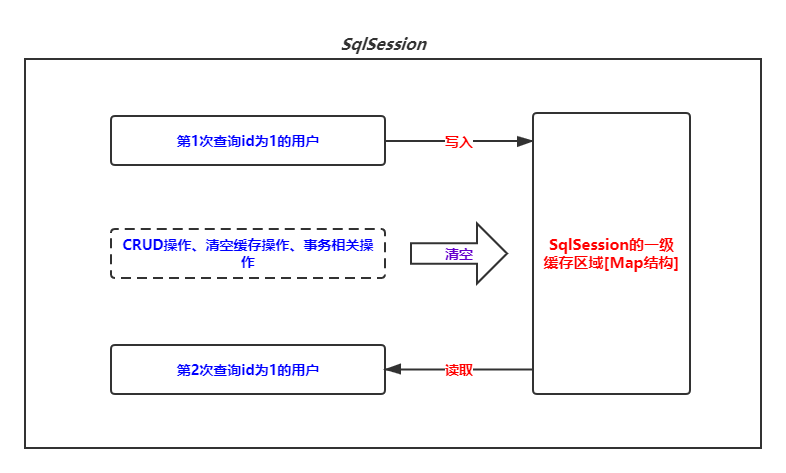 SqlSession
第1次查询id为1的用户
写入
CRUD操作、清空缓存操作、事务相关操
作
清空
SqlSession的一级
缓存区域[Map结构]
第2次查询id为1的用户
读取